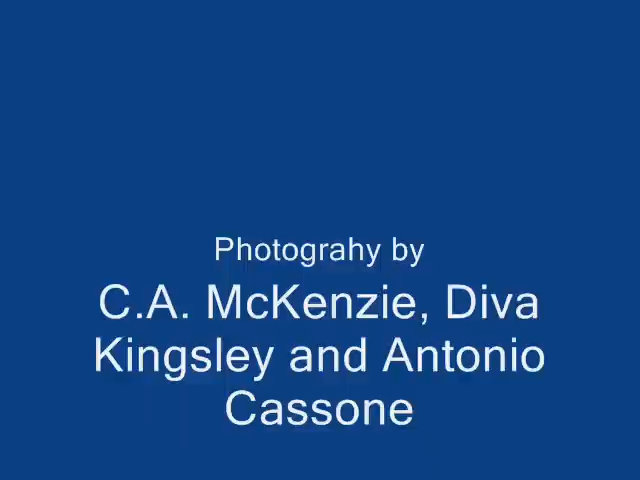 Photograhy by
C.A. McKenzie, Diva
Kingsley and Antonio
Cassone